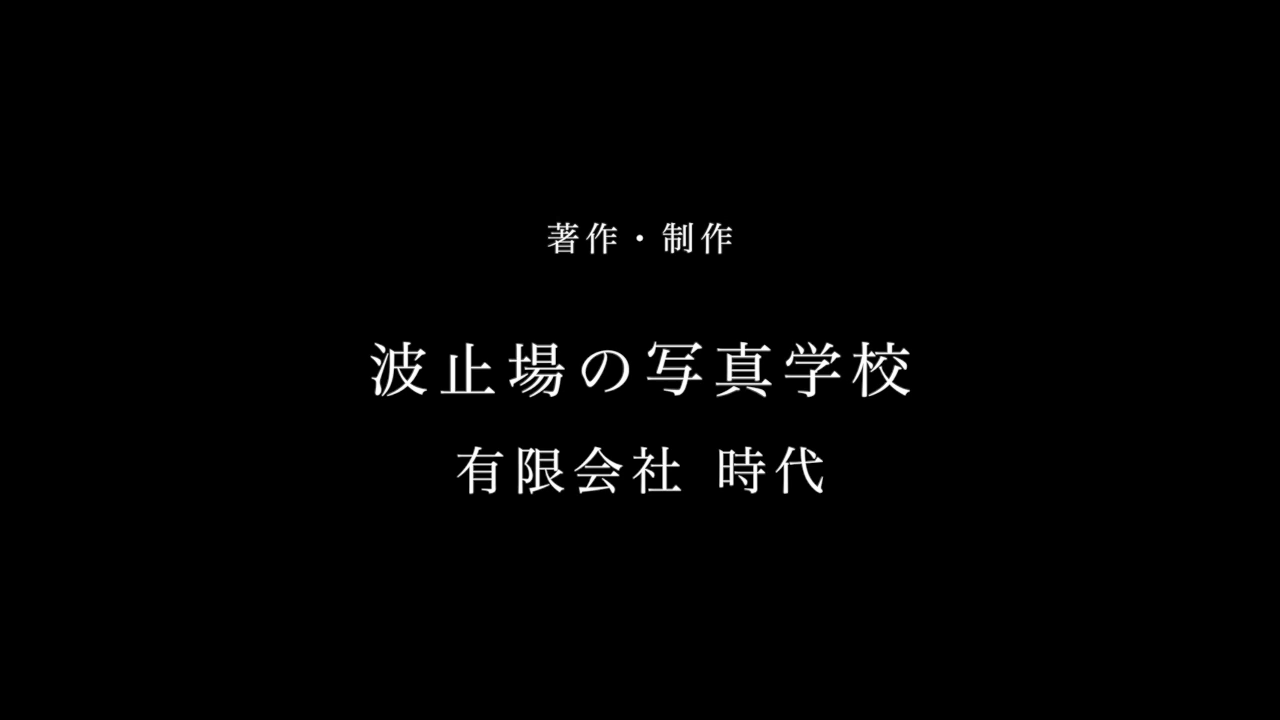 著作・制作
波止場の写真学校
有限会社 時代